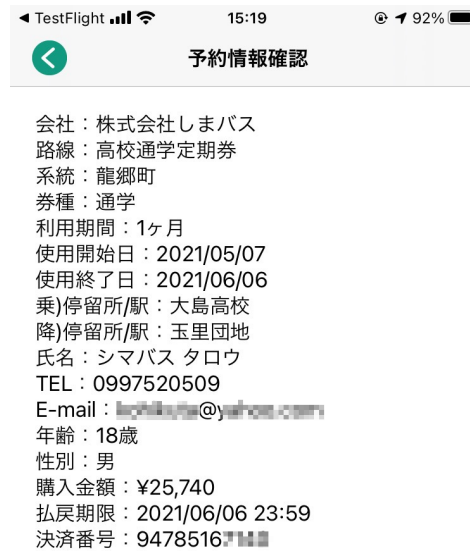 ◀ TestFlight 15:19 92%
予約情報確認
会社：株式会社しまバス
路線：高校通学定期券
系統：龍郷町
券種：通学
利用期間：1ヶ月
使用開始日：2021/05/07
使用終了日：2021/06/06
乗)停留所/駅：大島高校
降)停留所/駅：玉里団地
氏名：シマバス タロウ
TEL：0997520509
E-mail：@
年齢：18歳
性別：男
購入金額：¥25,740
払戻期限：2021/06/06 23:59
決済番号：9478516